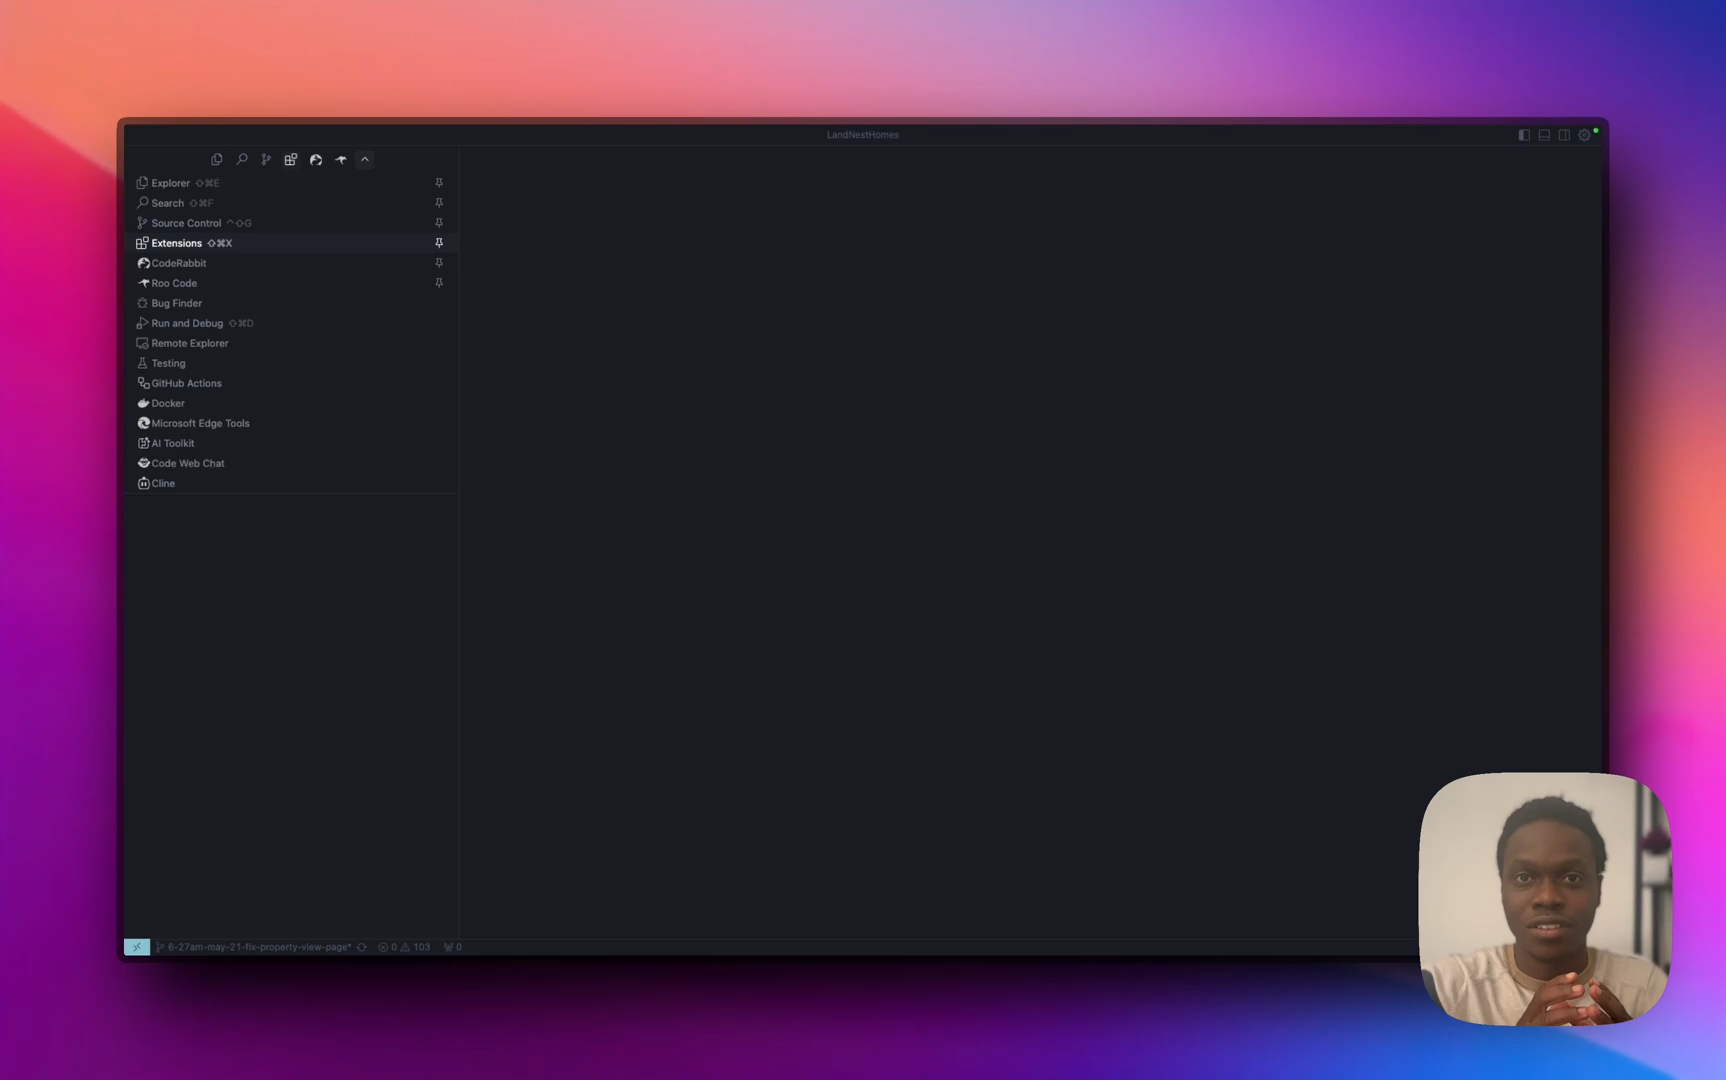 LandNestHomes
Explorer ⇧⌘E
Search ⇧⌘F
Source Control ⌃⇧G
Extensions ⇧⌘X
CodeRabbit
Roo Code
Bug Finder
Run and Debug ⇧⌘D
Remote Explorer
Testing
GitHub Actions
Docker
Microsoft Edge Tools
AI Toolkit
Code Web Chat
Cline
6-27am-may-21-fix-property-view-page* 0 103 0